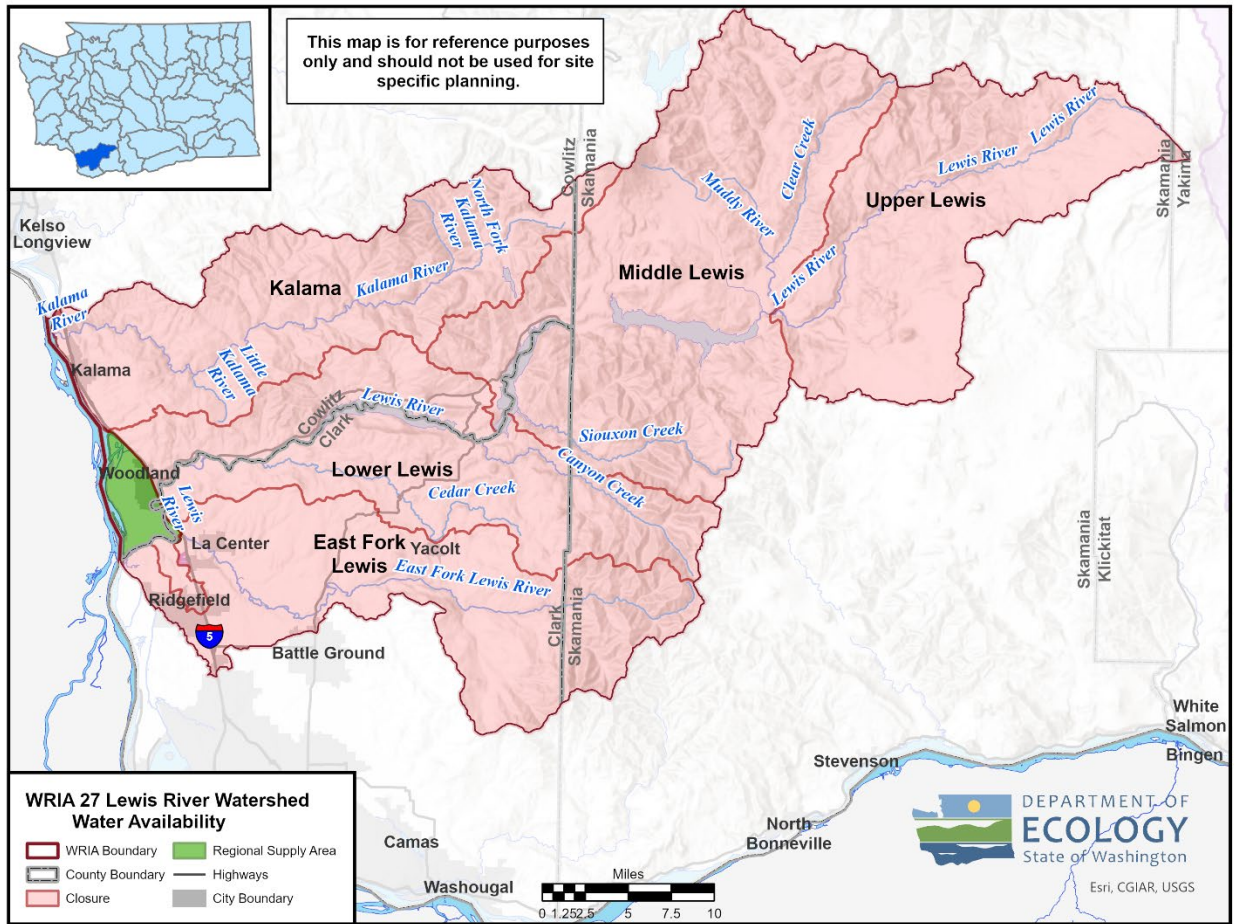 This map is for reference purposes
only and should not be used for site
specific planning.
Kelso
Longview
Cowlitz
Skamania
Skamania
Yakima
North Fork
Kalama
River
Muddy River
Clear Creek
Lewis River
Lewis River
Upper Lewis
Kalama
Kalama River
Middle Lewis
Lewis River
Kalama
River
Kalama
Little
Kalama
River
Cowlitz
Clark
Lewis River
Siouxon Creek
Canyon Creek
Woodland
Lewis
River
Lower Lewis
Cedar Creek
La Center
East Fork
Lewis
Yacolt
East Fork Lewis River
Skamania
Klickitat
Ridgefield
5
Battle Ground
Clark
Skamania
White
Salmon
Bingen
Stevenson
North
Bonneville
Camas
Washougal
WRIA 27 Lewis River Watershed
Water Availability
WRIA Boundary
Regional Supply Area
County Boundary
Highways
Closure
City Boundary
Miles
0 1.25 2.5 5 7.5 10
DEPARTMENT OF
ECOLOGY
State of Washington
Esri, CGIAR, USGS